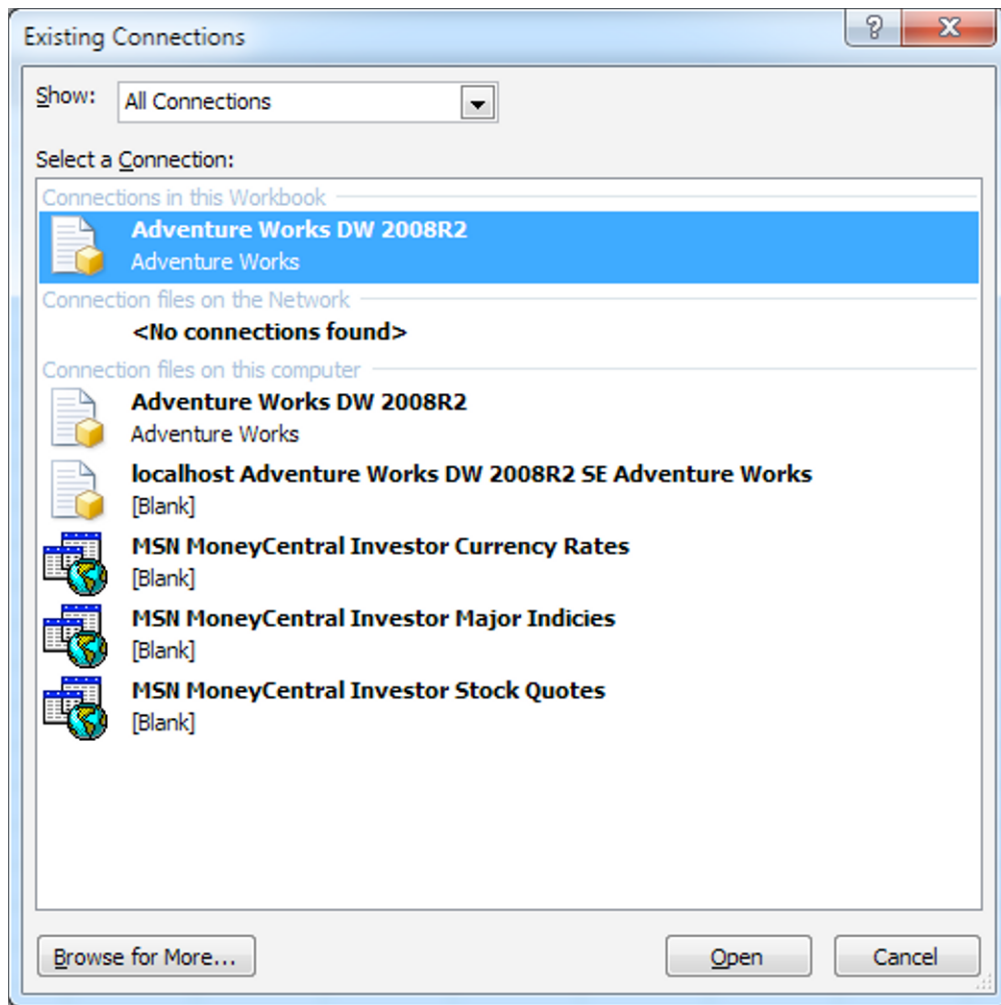 Existing Connections
Show: All Connections
Select a Connection:
Connections in this Workbook
Adventure Works DW 2008R2
Adventure Works
Connection files on the Network
<No connections found>
Connection files on this computer
Adventure Works DW 2008R2
Adventure Works
localhost Adventure Works DW 2008R2 SE Adventure Works
[Blank]
MSN MoneyCentral Investor Currency Rates
[Blank]
MSN MoneyCentral Investor Major Indicies
[Blank]
MSN MoneyCentral Investor Stock Quotes
[Blank]
Browse for More... Open Cancel